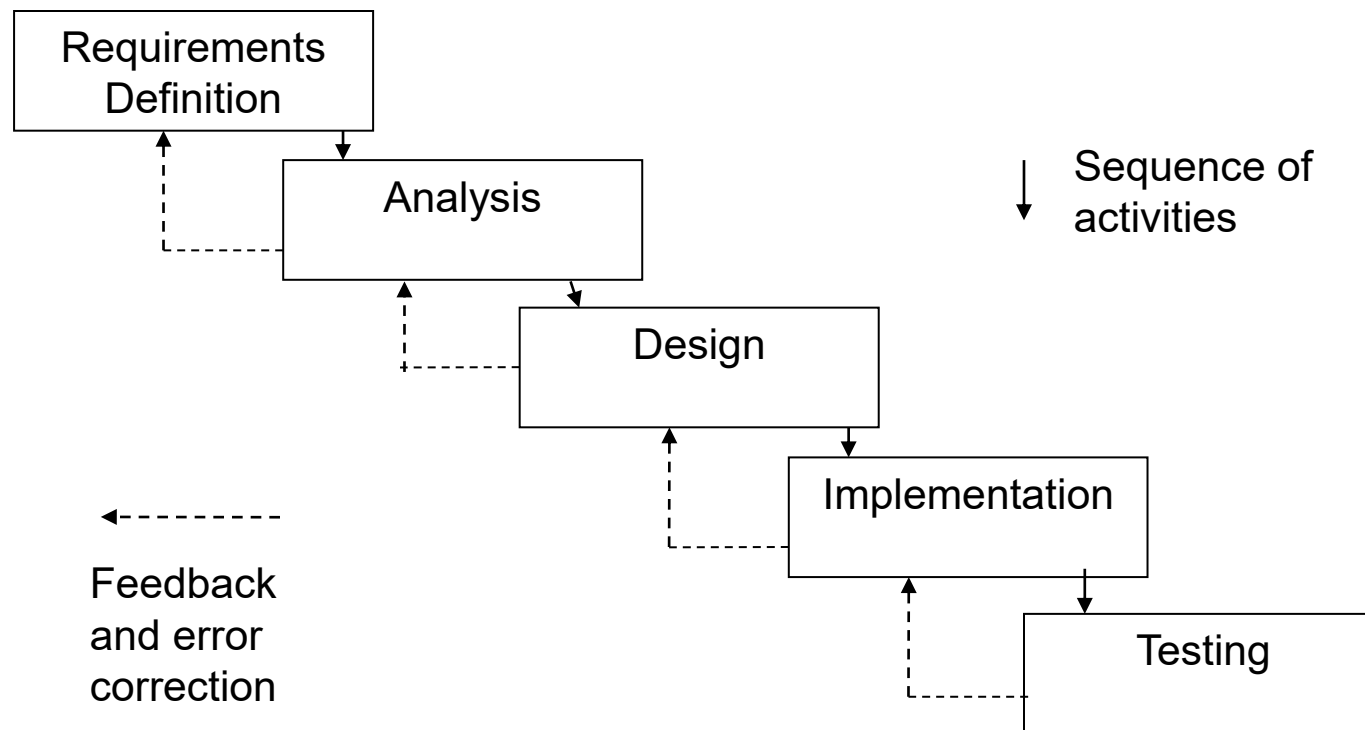 Requirements
Definition
Analysis
Sequence of
activities
Design
Implementation
Feedback
and error
correction
Testing